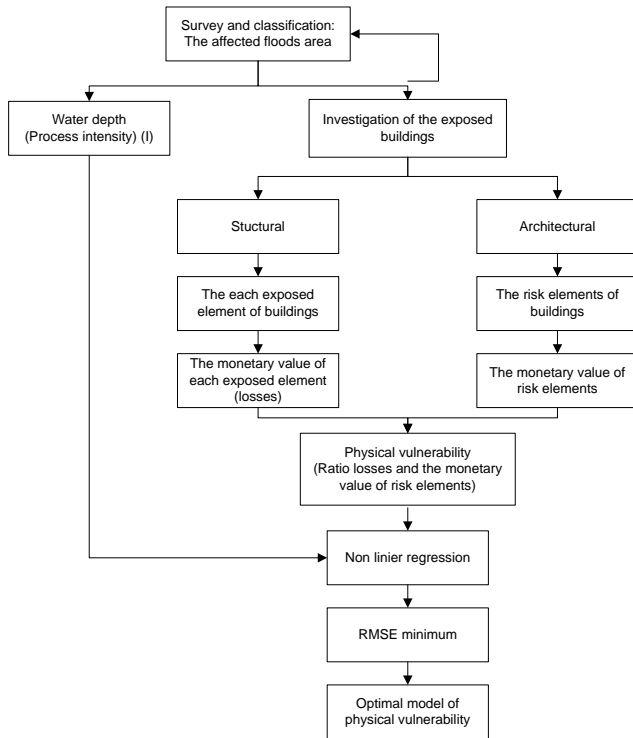 Survey and classification:
The affected floods area
Water depth
(Process intensity) (I)
Investigation of the exposed
buildings
Stuctural
Architectural
The each exposed
element of buildings
The risk elements of
buildings
The monetary value of
each exposed element
(losses)
The monetary value of
risk elements
Physical vulnerability
(Ratio losses and the monetary
value of risk elements)
Non linier regression
RMSE minimum
Optimal model of
physical vulnerability